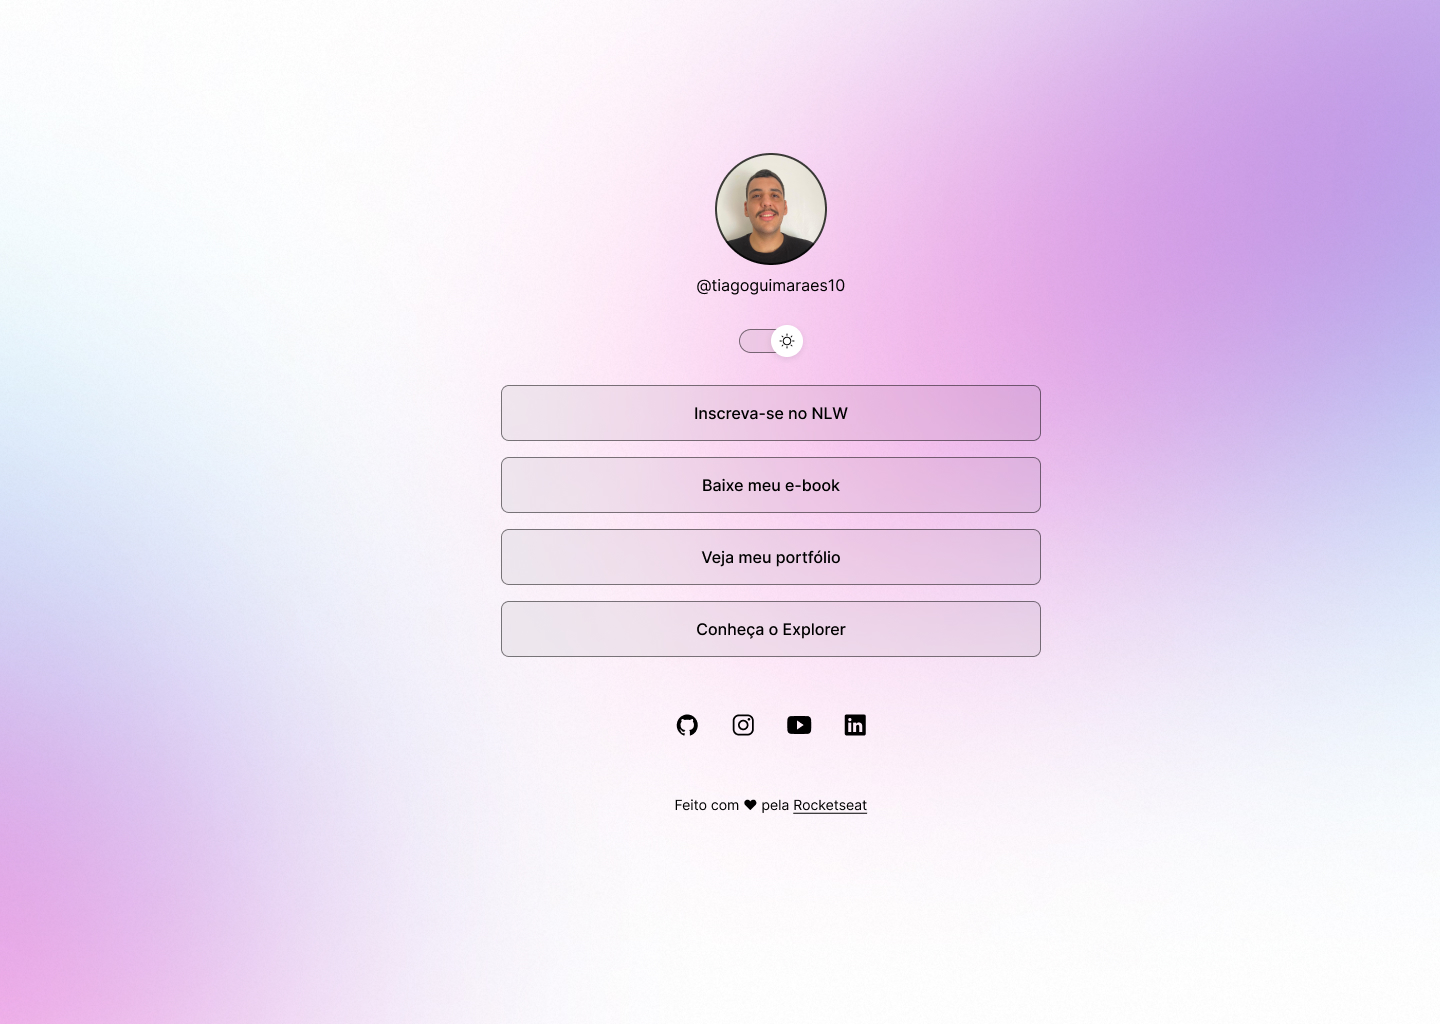 @tiagoguimaraes10
Inscreva-se no NLW
Baixe meu e-book
Veja meu portfólio
Conheça o Explorer
Feito com ♥ pela Rocketseat